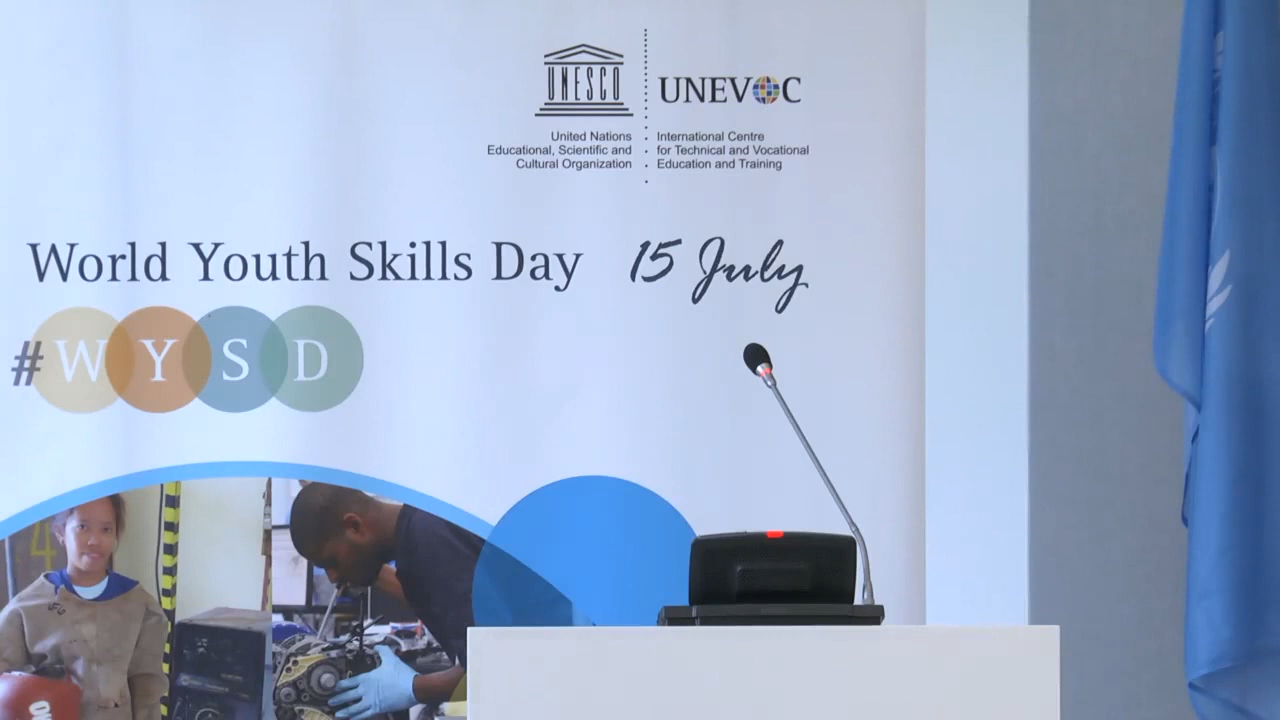 UNESCO
United Nations
Educational, Scientific and
Cultural Organization
UNEVOC
International Centre
for Technical and Vocational
Education and Training
World Youth Skills Day 15 July
#WYSD
4